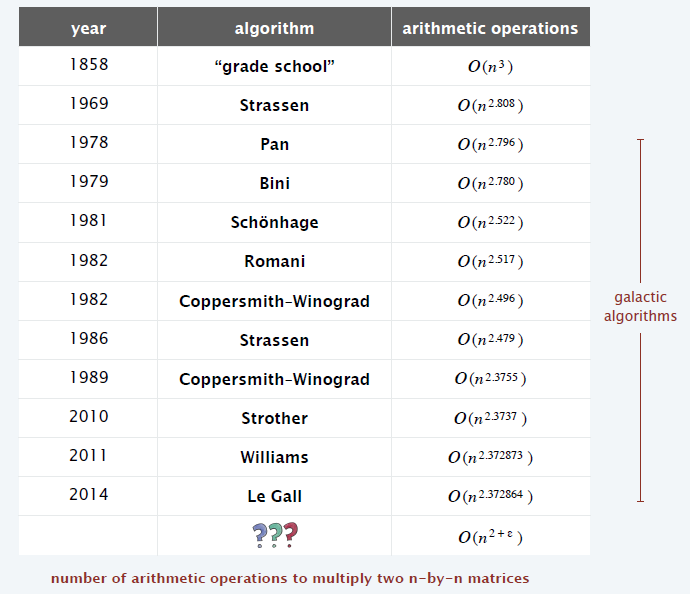 year algorithm arithmetic operations
1858 “grade school” O(n³)
1969 Strassen O(n^2.808)
1978 Pan O(n^2.796)
1979 Bini O(n^2.780)
1981 Schönhage O(n^2.522)
1982 Romani O(n^2.517)
1982 Coppersmith–Winograd O(n^2.496)
1986 Strassen O(n^2.479)
1989 Coppersmith–Winograd O(n^2.3755)
2010 Strother O(n^2.3737)
2011 Williams O(n^2.372873)
2014 Le Gall O(n^2.372864)
??? O(n^2+ε)
galactic
algorithms
number of arithmetic operations to multiply two n-by-n matrices